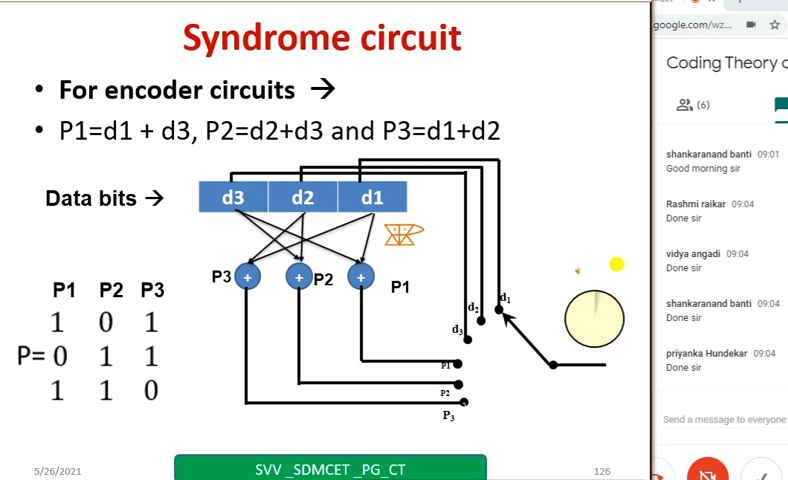 Syndrome circuit
• For encoder circuits →
• P1=d1 + d3, P2=d2+d3 and P3=d1+d2
Data bits →
d3 d2 d1
P3 + + P2 + P1
d1
d2
d3
P1
P2
P3
P1 P2 P3
1 0 1
P= 0 1 1
1 1 0
5/26/2021
SVV _SDMCET _PG_CT
126
google.com/wz...
Coding Theory
(6)
shankaranand banti 09:01
Good morning sir
Rashmi raikar 09:04
Done sir
vidya angadi 09:04
Done sir
shankaranand banti 09:04
Done sir
priyanka Hundekar 09:04
Done sir
Send a message to everyone